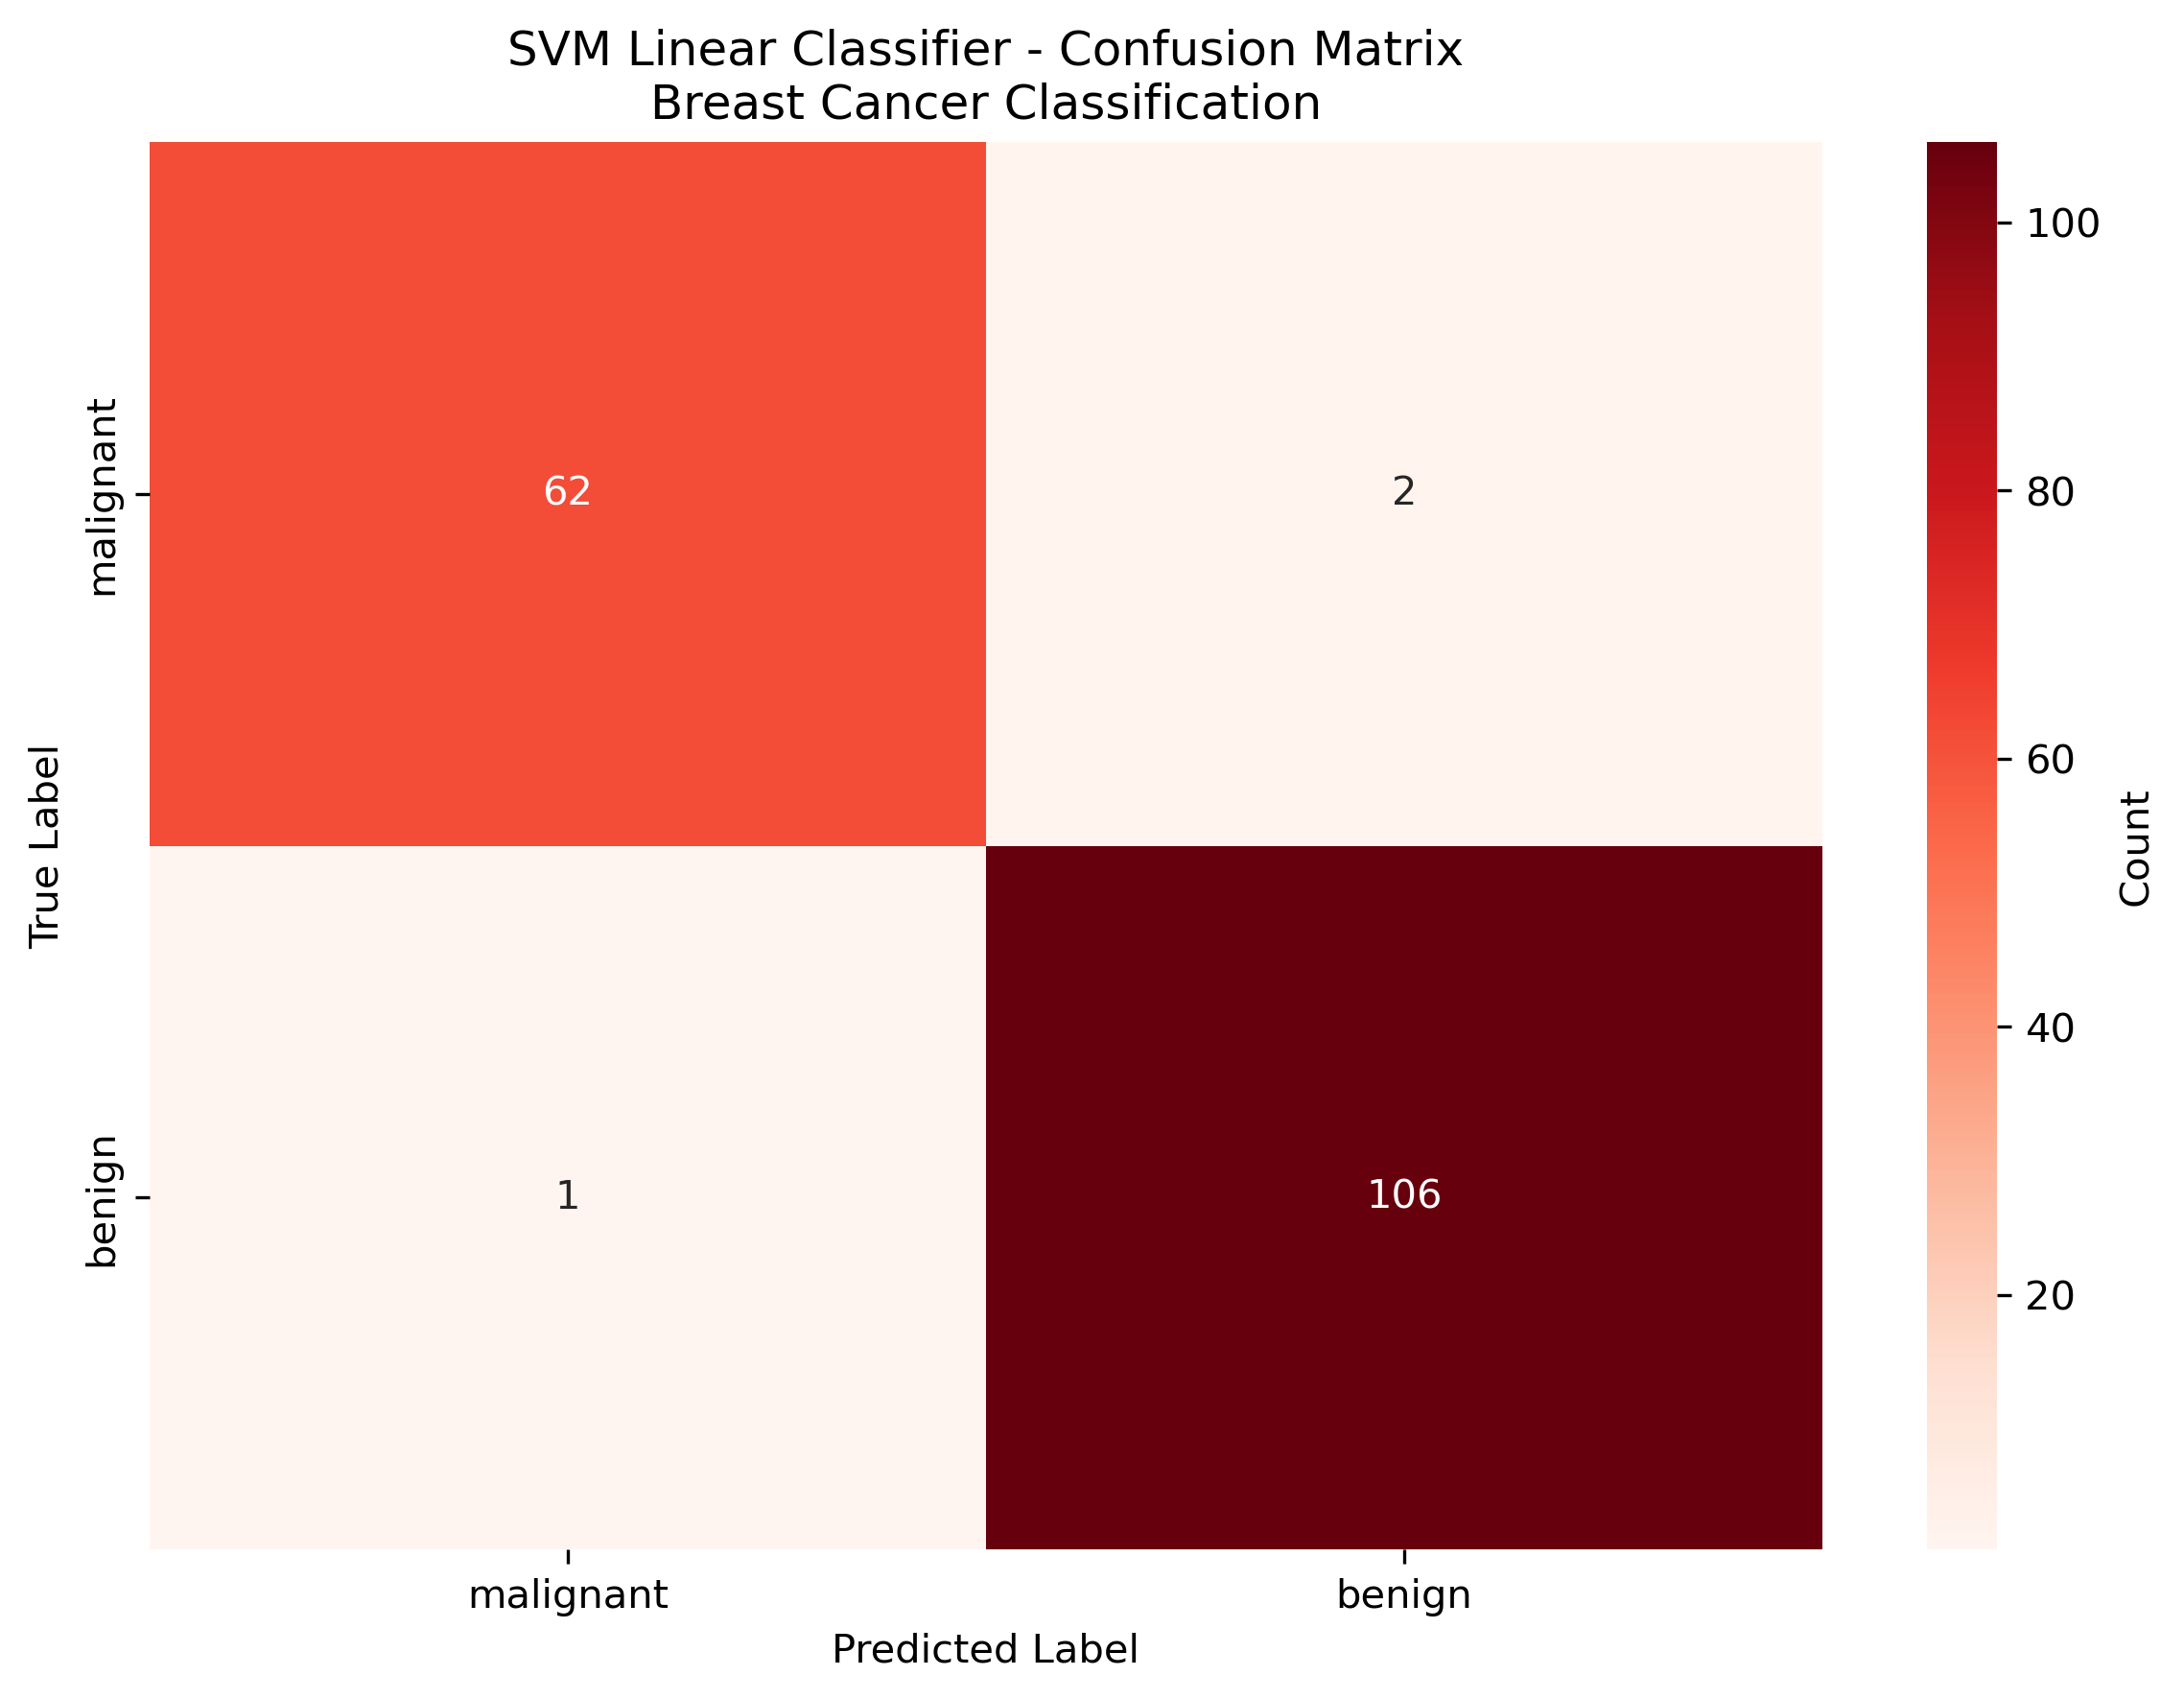 SVM Linear Classifier - Confusion Matrix
Breast Cancer Classification
True Label
malignant
benign
62
2
1
106
malignant
benign
Predicted Label
100
80
60
40
20
Count